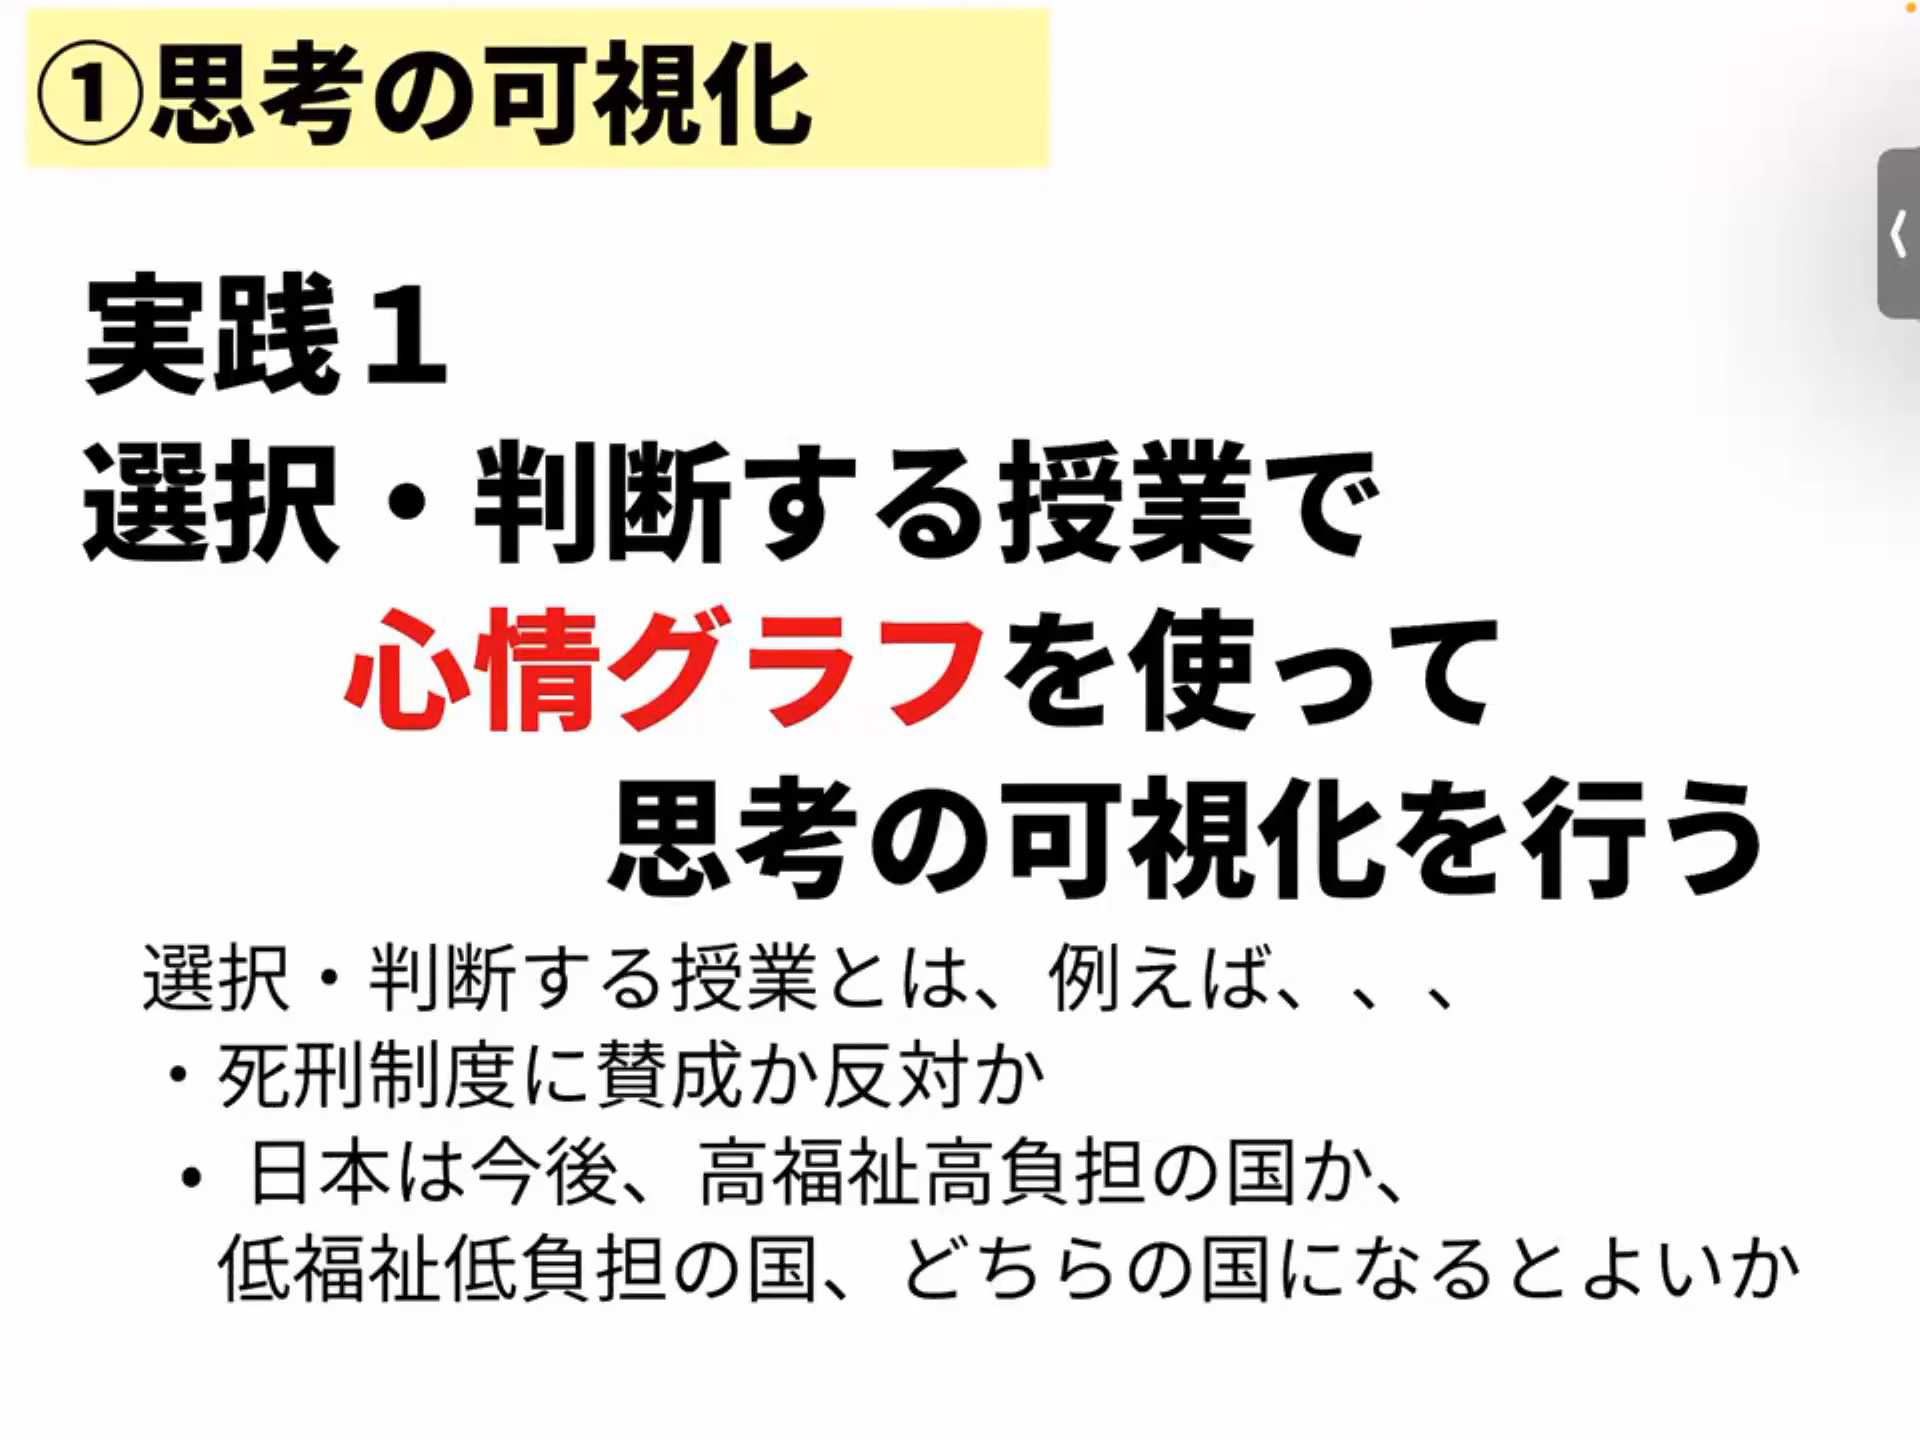 ①思考の可視化
実践１
選択・判断する授業で
心情グラフを使って
思考の可視化を行う
選択・判断する授業とは、例えば、、、
・死刑制度に賛成か反対か
• 日本は今後、高福祉高負担の国か、
低福祉低負担の国、どちらの国になるとよいか